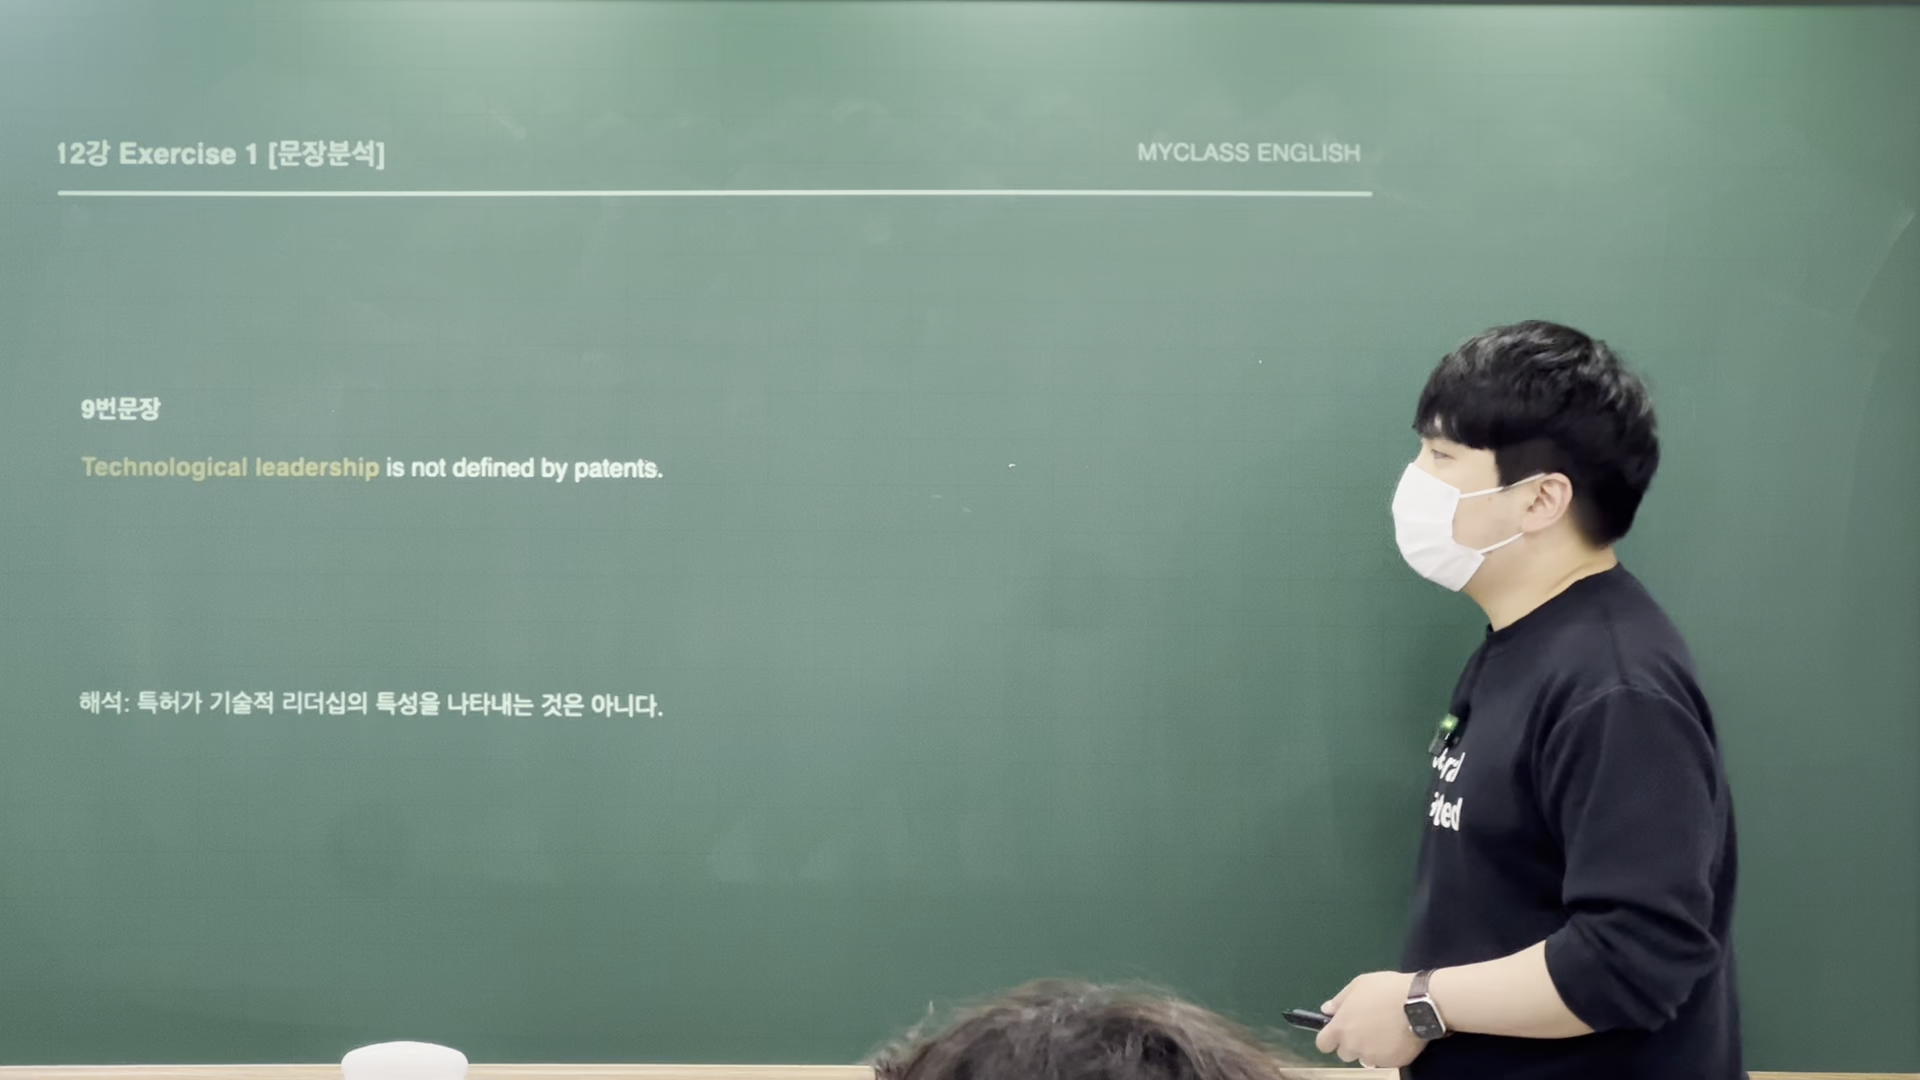 12강 Exercise 1 [문장분석]
MYCLASS ENGLISH
9번문장
Technological leadership is not defined by patents.
해석: 특허가 기술적 리더십의 특성을 나타내는 것은 아니다.